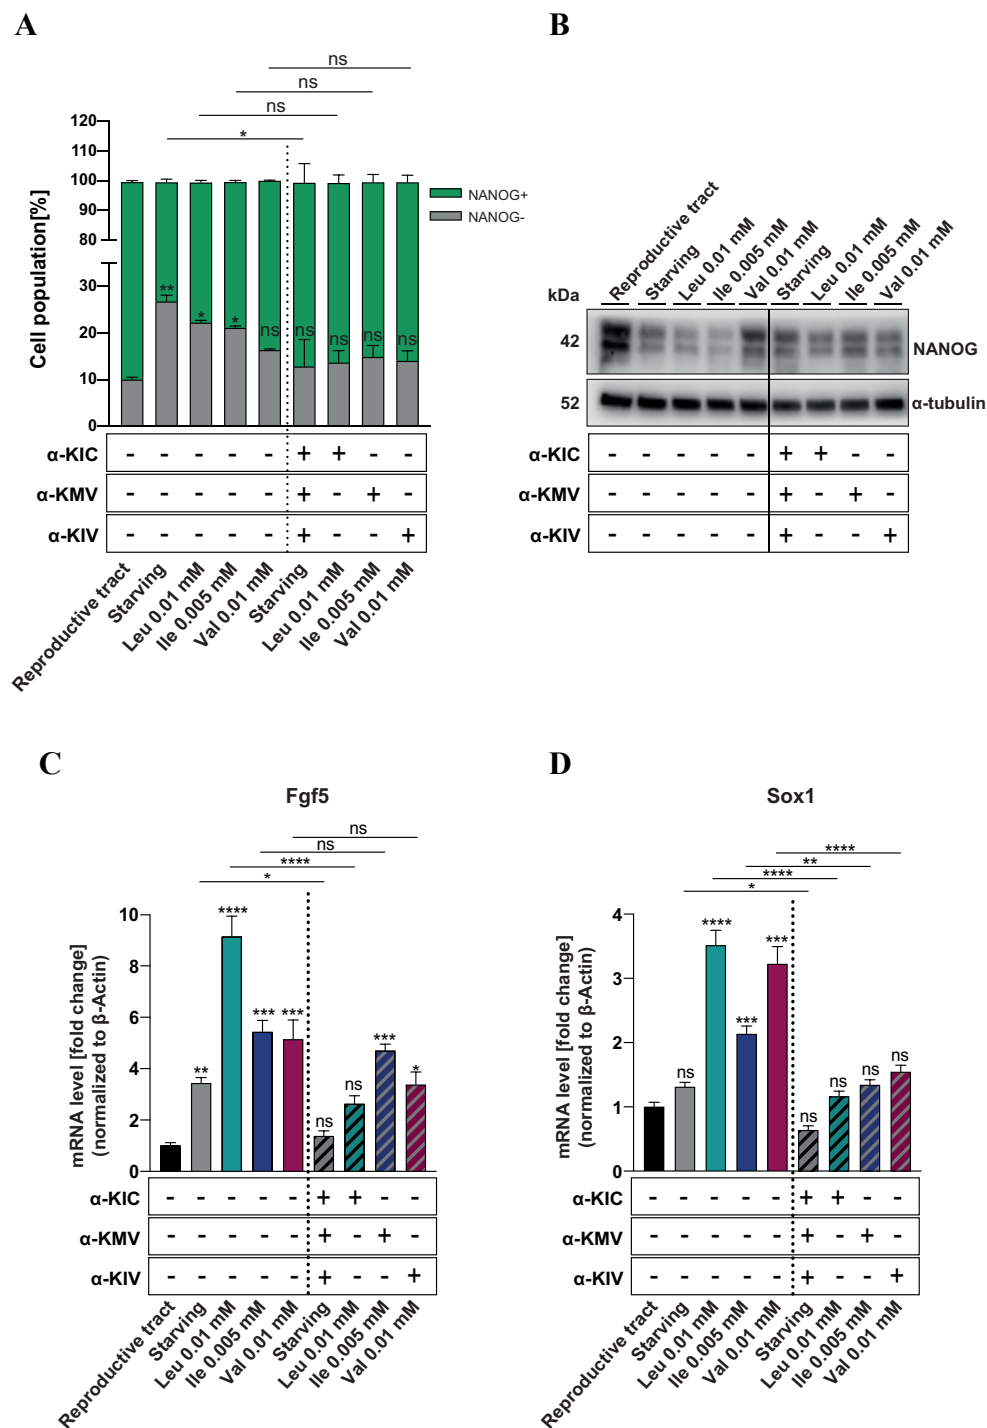 A
ns
ns
ns
*
120
110
100
90
80
30
20
10
0
Cell population[%]
** * * ns ns ns ns ns
NANOG+
NANOG-
α-KIC - - - - - + + - -
α-KMV - - - - - + - + -
α-KIV - - - - - + - - +
Reproductive tract
Starving
Leu 0.01 mM
Ile 0.005 mM
Val 0.01 mM
Starving
Leu 0.01 mM
Ile 0.005 mM
Val 0.01 mM
B
Reproductive tract
Starving
Leu 0.01 mM
Ile 0.005 mM
Val 0.01 mM
Starving
Leu 0.01 mM
Ile 0.005 mM
Val 0.01 mM
kDa
42
NANOG
52
α-tubulin
α-KIC - - - - - + + - -
α-KMV - - - - - + - + -
α-KIV - - - - - + - - +
C
Fgf5
ns
ns
****
*
10
8
6
4
2
0
mRNA level [fold change]
(normalized to β-Actin)
** **** *** *** ns ns *** *
α-KIC - - - - - + + - -
α-KMV - - - - - + - + -
α-KIV - - - - - + - - +
Reproductive tract
Starving
Leu 0.01 mM
Ile 0.005 mM
Val 0.01 mM
Starving
Leu 0.01 mM
Ile 0.005 mM
Val 0.01 mM
D
Sox1
****
**
****
*
4
3
2
1
0
mRNA level [fold change]
(normalized to β-Actin)
ns **** *** *** ns ns ns ns
α-KIC - - - - - + + - -
α-KMV - - - - - + - + -
α-KIV - - - - - + - - +
Reproductive tract
Starving
Leu 0.01 mM
Ile 0.005 mM
Val 0.01 mM
Starving
Leu 0.01 mM
Ile 0.005 mM
Val 0.01 mM